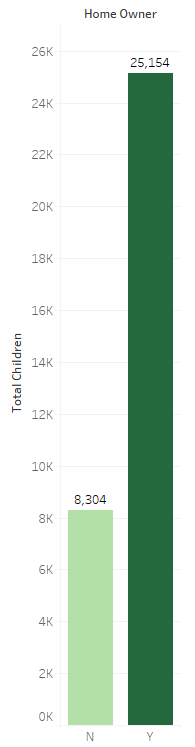 Home Owner
26K
25,154
24K
22K
20K
18K
16K
14K
Total Children
12K
10K
8,304
8K
6K
4K
2K
0K
N Y